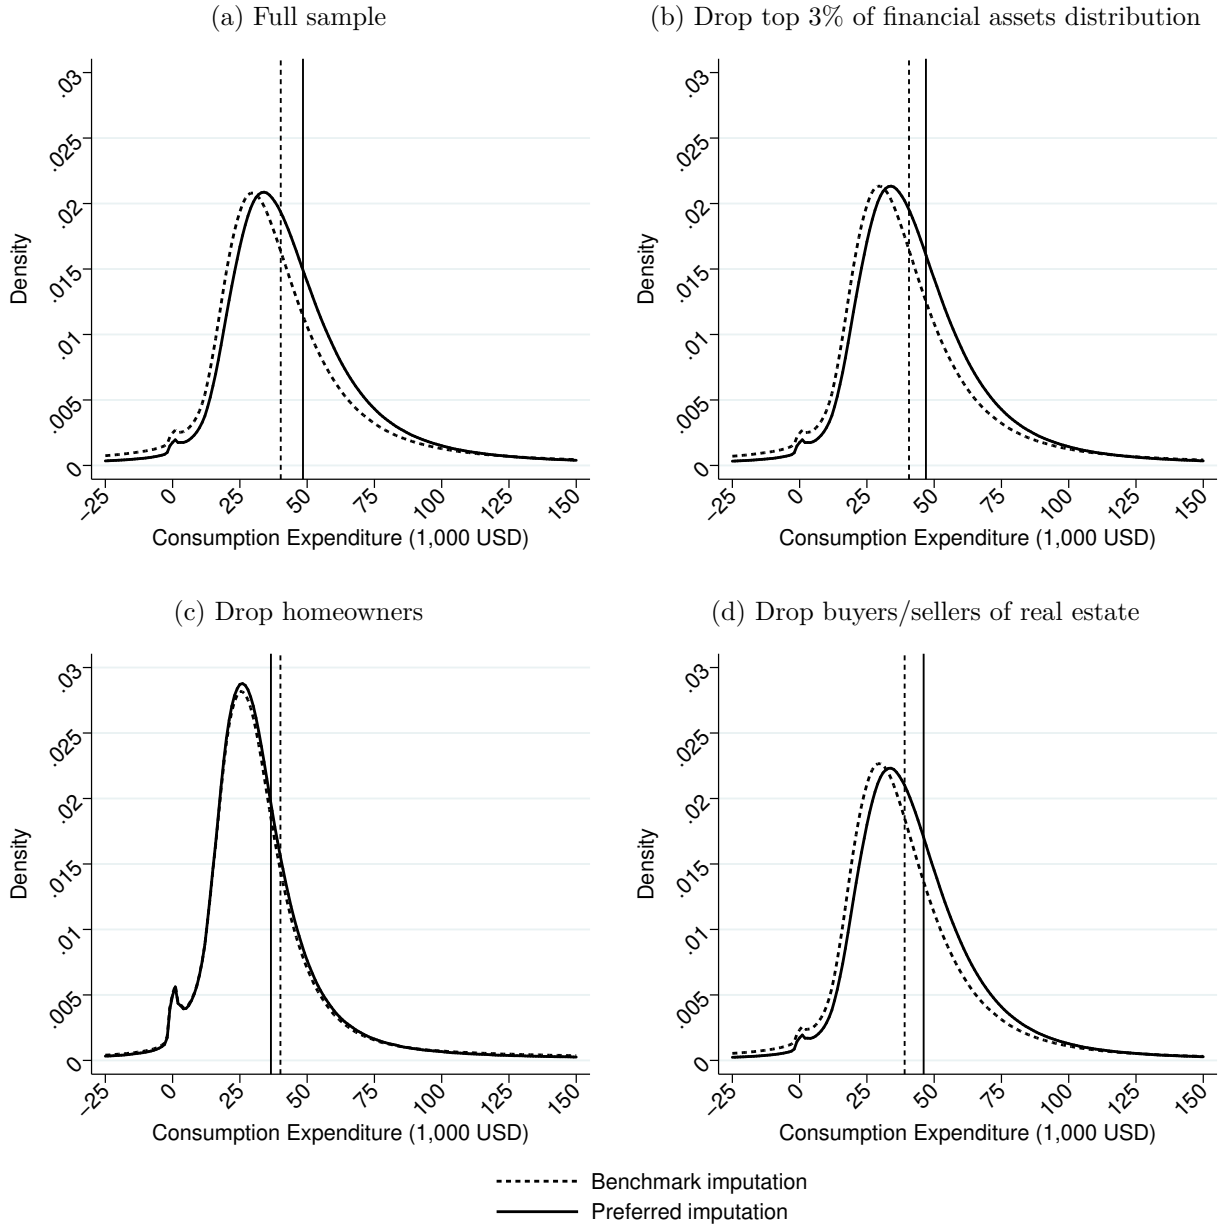 (a) Full sample
.03
.025
.02
.015
.01
.005
0
Density
−25 0 25 50 75 100 125 150
Consumption Expenditure (1,000 USD)
(b) Drop top 3% of financial assets distribution
.03
.025
.02
.015
.01
.005
0
Density
−25 0 25 50 75 100 125 150
Consumption Expenditure (1,000 USD)
(c) Drop homeowners
.03
.025
.02
.015
.01
.005
0
Density
−25 0 25 50 75 100 125 150
Consumption Expenditure (1,000 USD)
(d) Drop buyers/sellers of real estate
.03
.025
.02
.015
.01
.005
0
Density
−25 0 25 50 75 100 125 150
Consumption Expenditure (1,000 USD)
Benchmark imputation
Preferred imputation